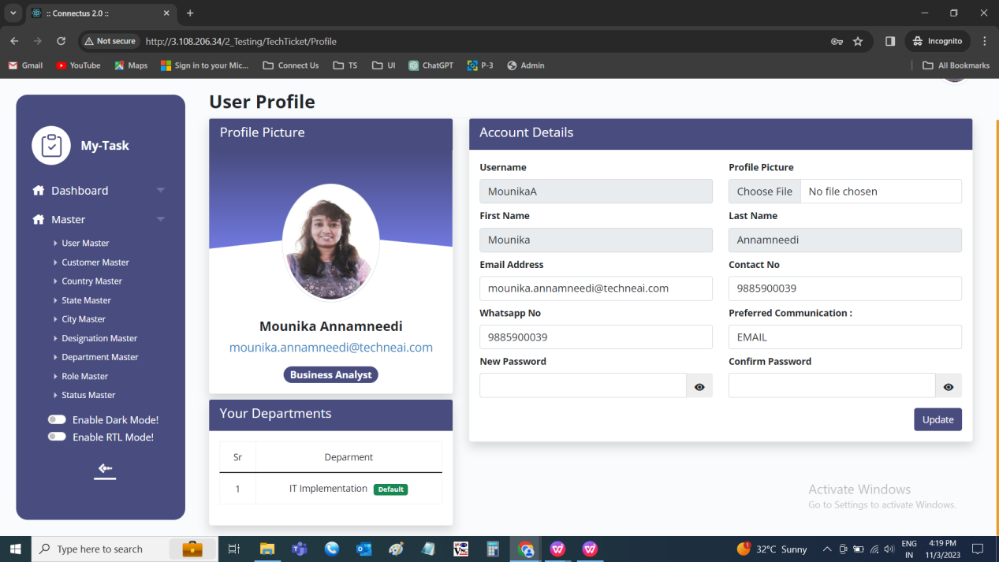 :: Connectus 2.0 ::
Not secure
http://3.108.206.34/2_Testing/TechTicket/Profile
Incognito
Gmail
YouTube
Maps
Sign in to your Mic...
Connect Us
TS
UI
ChatGPT
P-3
Admin
All Bookmarks
My-Task
Dashboard
Master
User Master
Customer Master
Country Master
State Master
City Master
Designation Master
Department Master
Role Master
Status Master
Enable Dark Mode!
Enable RTL Mode!
User Profile
Profile Picture
Mounika Annamneedi
mounika.annamneedi@techneai.com
Business Analyst
Your Departments
Sr Deparment
1 IT Implementation Default
Account Details
Username Profile Picture
MounikaA Choose File No file chosen
First Name Last Name
Mounika Annamneedi
Email Address Contact No
mounika.annamneedi@techneai.com 9885900039
Whatsapp No Preferred Communication :
9885900039 EMAIL
New Password Confirm Password
Update
Activate Windows
Go to Settings to activate Windows.
Type here to search
VNC
1
32°C Sunny
ENG
IN
4:19 PM
11/3/2023